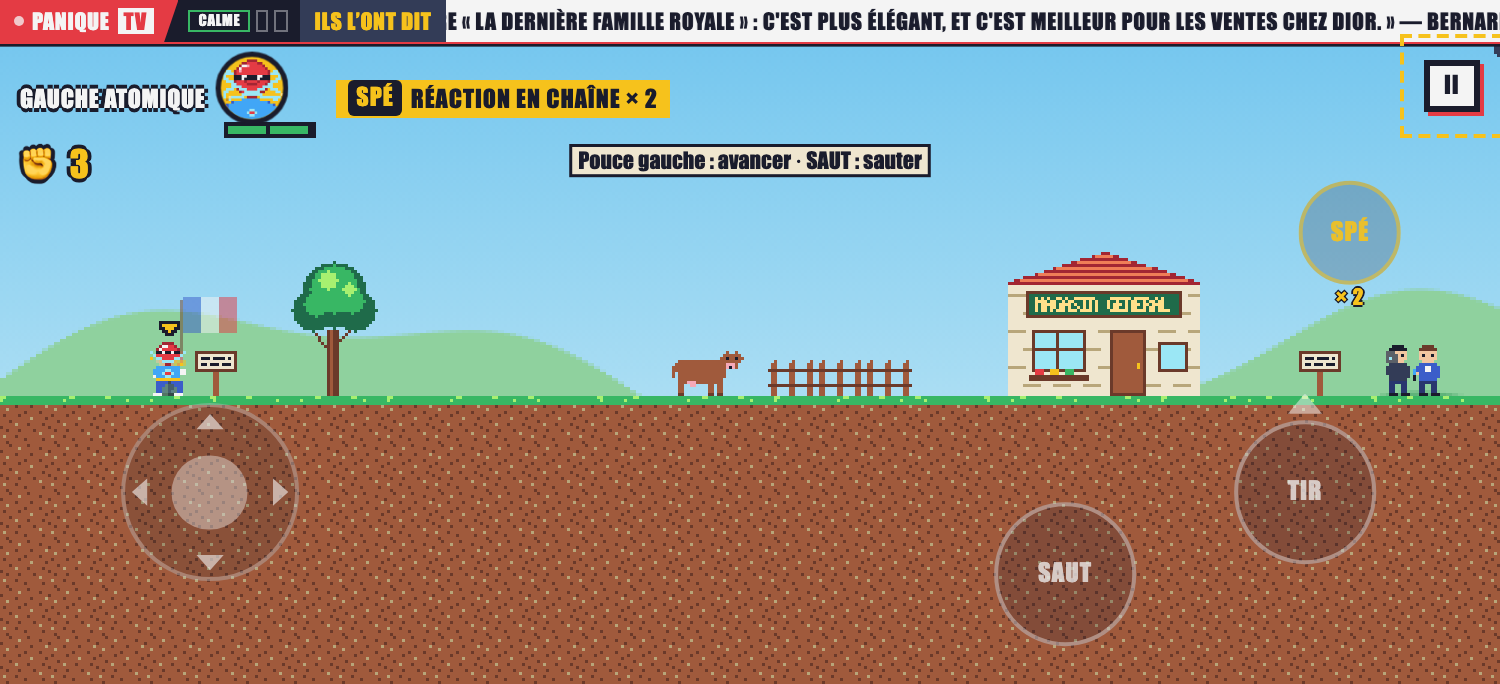 PANIQUE TV
CALME
ILS L'ONT DIT
E « LA DERNIÈRE FAMILLE ROYALE » : C'EST PLUS ÉLÉGANT, ET C'EST MEILLEUR POUR LES VENTES CHEZ DIOR. » — BERNAR
GAUCHE ATOMIQUE
SPÉ RÉACTION EN CHAÎNE × 2
3
Pouce gauche : avancer · SAUT : sauter
SPÉ
× 2
MAGASIN GENERAL
TIR
SAUT